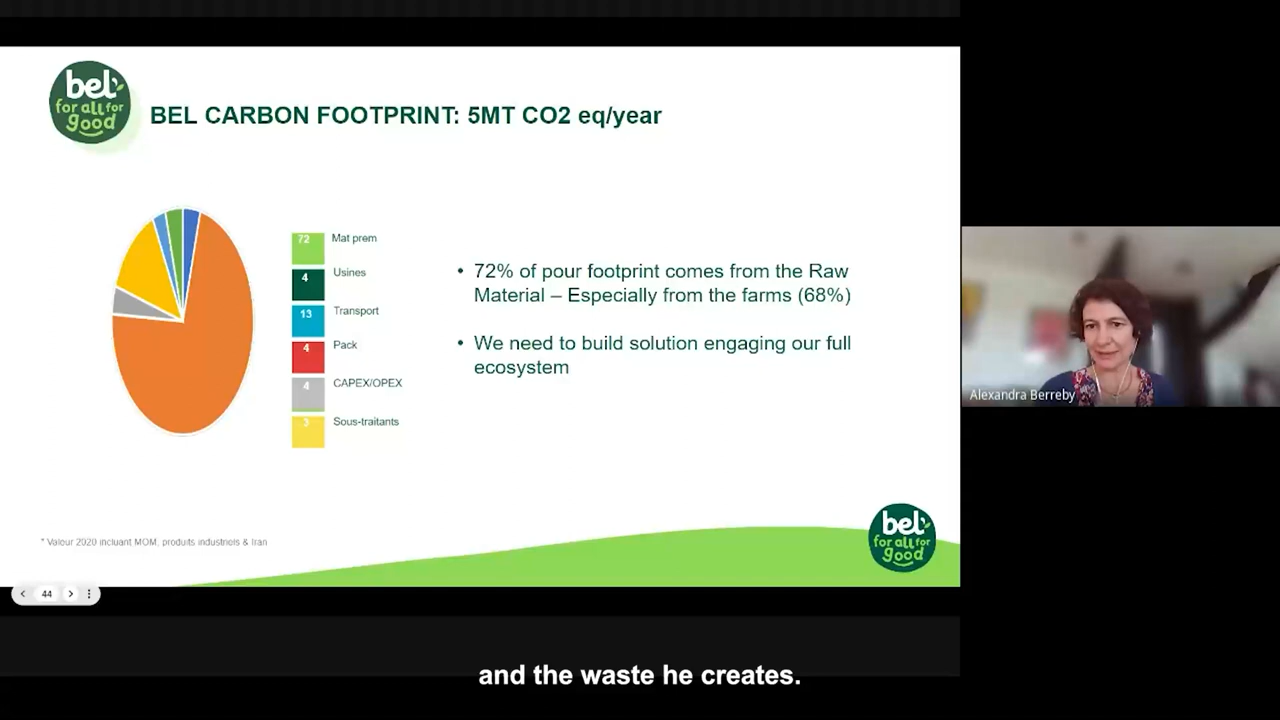 bel
for all for
good
BEL CARBON FOOTPRINT: 5MT CO2 eq/year
72 Mat prem
4 Usines
13 Transport
4 Pack
4 CAPEX/OPEX
3 Sous-traitants
• 72% of pour footprint comes from the Raw
Material – Especially from the farms (68%)
• We need to build solution engaging our full
ecosystem
Alexandra Berreby
* Valour 2020 incluant MOM, produits industriels & Iran
bel
for all for
good
44
and the waste he creates.